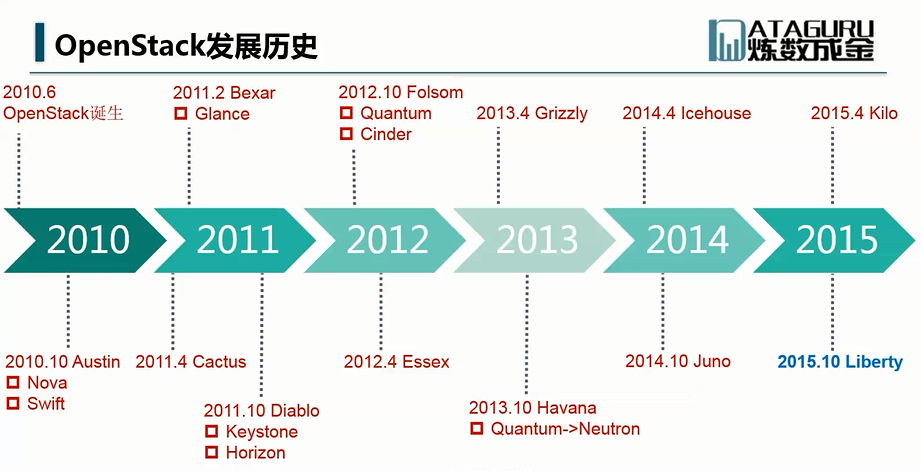 OpenStack发展历史
DATAGURU
炼数成金
2010.6
OpenStack诞生
2011.2 Bexar
Glance
2012.10 Folsom
Quantum
Cinder
2013.4 Grizzly
2014.4 Icehouse
2015.4 Kilo
2010
2011
2012
2013
2014
2015
2010.10 Austin
Nova
Swift
2011.4 Cactus
2011.10 Diablo
Keystone
Horizon
2012.4 Essex
2013.10 Havana
Quantum->Neutron
2014.10 Juno
2015.10 Liberty